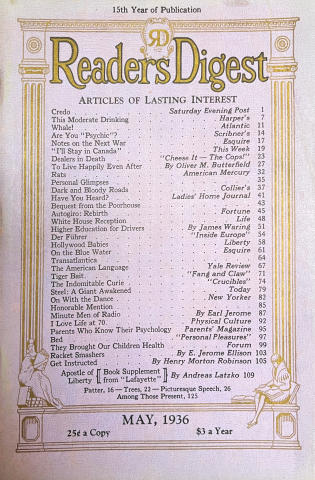 15th Year of Publication
RD
Readers Digest
ARTICLES OF LASTING INTEREST
Credo Saturday Evening Post 1
This Moderate Drinking Harper's 7
Whale! Atlantic 11
Are You "Psychic"? Scribner's 14
Notes on the Next War Esquire 17
"I'll Stay in Canada" This Week 19
Dealers in Death "Cheese It — The Cops!" 23
To Live Happily Even After By Oliver M. Butterfield 27
Rats American Mercury 32
Personal Glimpses 35
Dark and Bloody Roads Collier's 37
Have You Heard? Ladies' Home Journal 41
Bequest from the Poorhouse 43
Autogiro: Rebirth Fortune 45
White House Reception Life 48
Higher Education for Drivers By James Waring 51
Der Führer "Inside Europe" 54
Hollywood Babies Liberty 58
On the Blue Water Esquire 61
Transatlantica 64
The American Language Yale Review 67
Tiger Bait "Fang and Claw" 71
The Indomitable Curie "Crucibles" 74
Steel: A Giant Awakened Today 79
On With the Dance New Yorker 82
Honorable Mention 85
Minute Men of Radio By Earl Jerome 87
I Love Life at 70 Physical Culture 92
Parents Who Know Their Psychology Parents' Magazine 95
Bed "Personal Pleasures" 97
They Brought Our Children Health Forum 99
Racket Smashers By E. Jerome Ellison 103
Get Instructed By Henry Morton Robinson 105
Apostle of Liberty [Book Supplement from "Lafayette"] By Andreas Latzko 109
Patter, 16 — Trees, 22 — Picturesque Speech, 26
Among Those Present, 125
MAY, 1936
25¢ a Copy $3 a Year